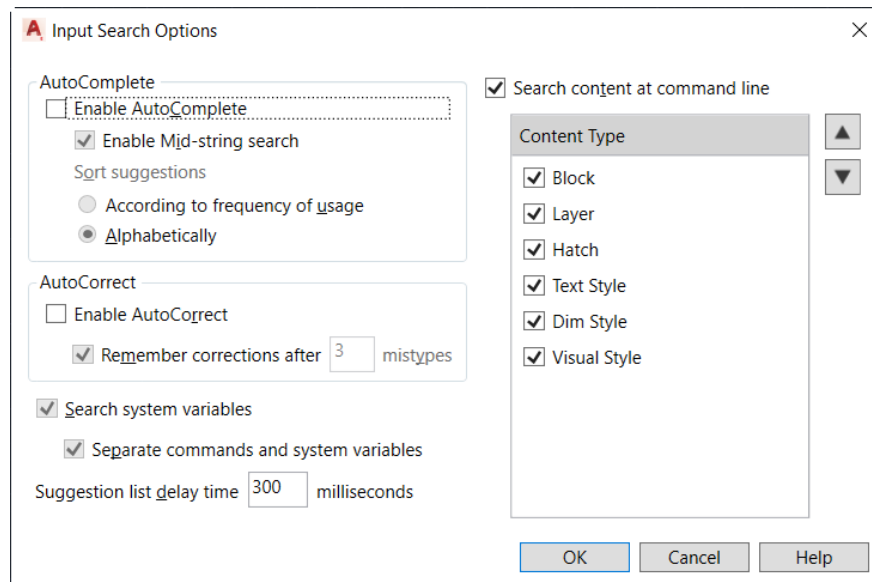 Input Search Options
AutoComplete
Enable AutoComplete
Enable Mid-string search
Sort suggestions
According to frequency of usage
Alphabetically
AutoCorrect
Enable AutoCorrect
Remember corrections after 3 mistypes
Search system variables
Separate commands and system variables
Suggestion list delay time 300 milliseconds
Search content at command line
Content Type
Block
Layer
Hatch
Text Style
Dim Style
Visual Style
OK Cancel Help